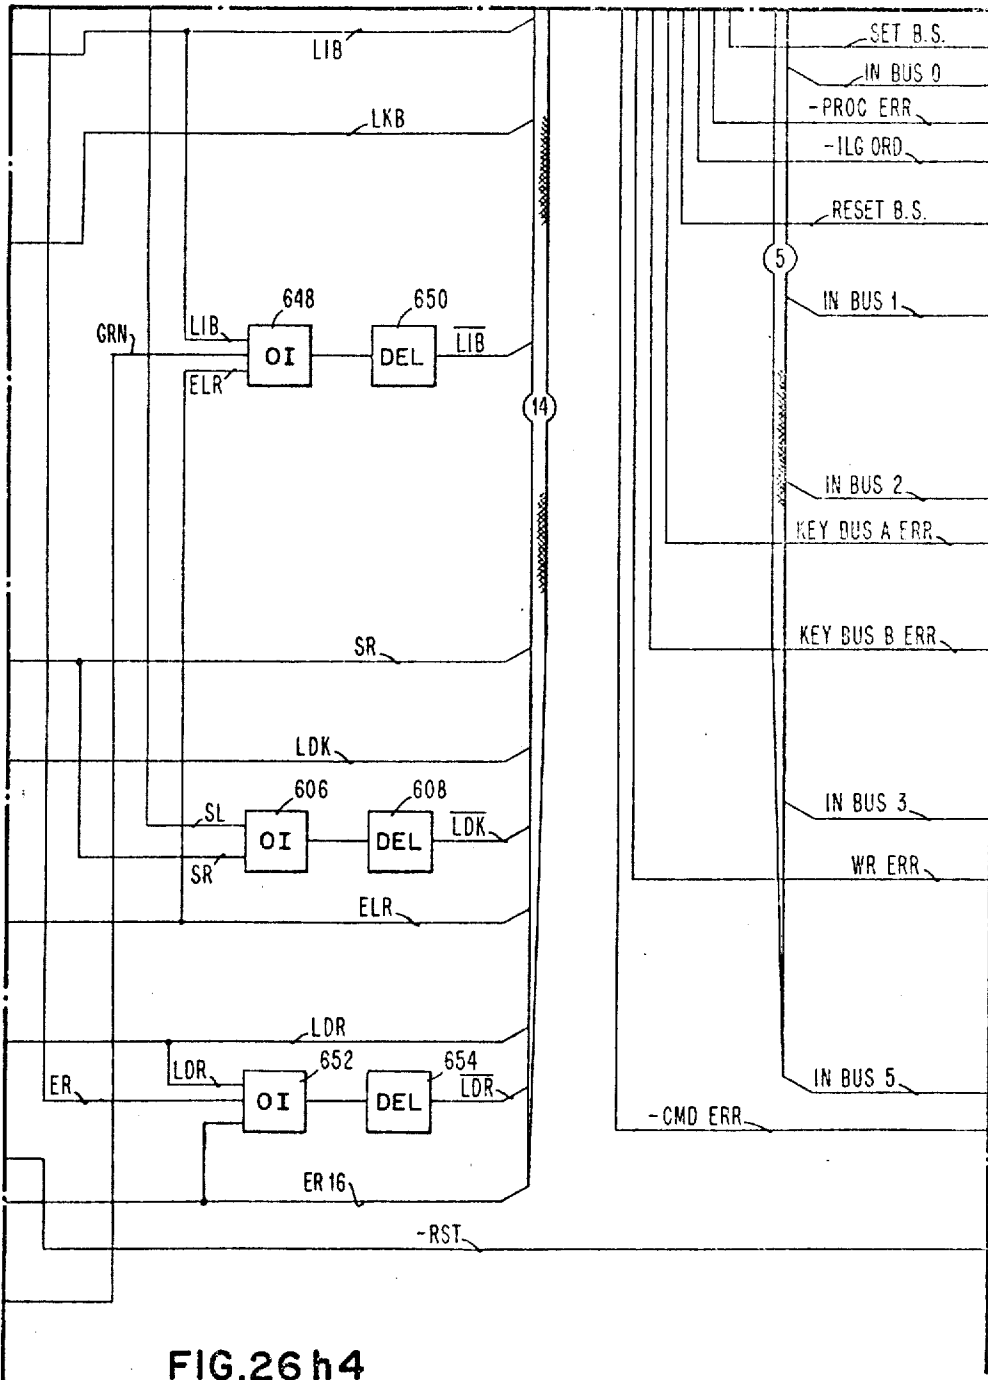 SET B.S.
LIB
IN BUS 0
-PROC ERR
LKB
-ILG ORD
RESET B.S.
5
648
650
IN BUS 1
LIB
GRN
OI
DEL
L̅I̅B̅
ELR
14
IN BUS 2
KEY BUS A ERR
SR
KEY BUS B ERR
LDK
606
608
IN BUS 3
SL
OI
DEL
L̅D̅K̅
SR
WR ERR
ELR
LDR
652
654
LDR
IN BUS 5
ER
OI
DEL
L̅D̅R̅
-CMD ERR
ER 16
-RST
FIG.26h4